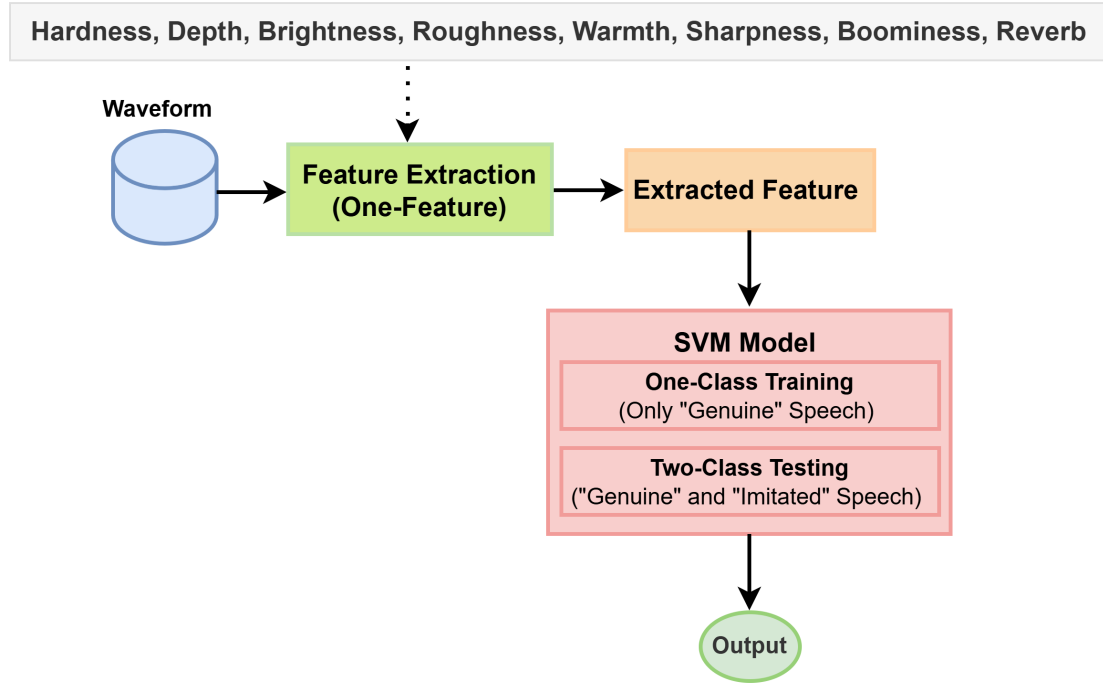 Hardness, Depth, Brightness, Roughness, Warmth, Sharpness, Boominess, Reverb
Waveform
Feature Extraction
(One-Feature)
Extracted Feature
SVM Model
One-Class Training
(Only "Genuine" Speech)
Two-Class Testing
("Genuine" and "Imitated" Speech)
Output